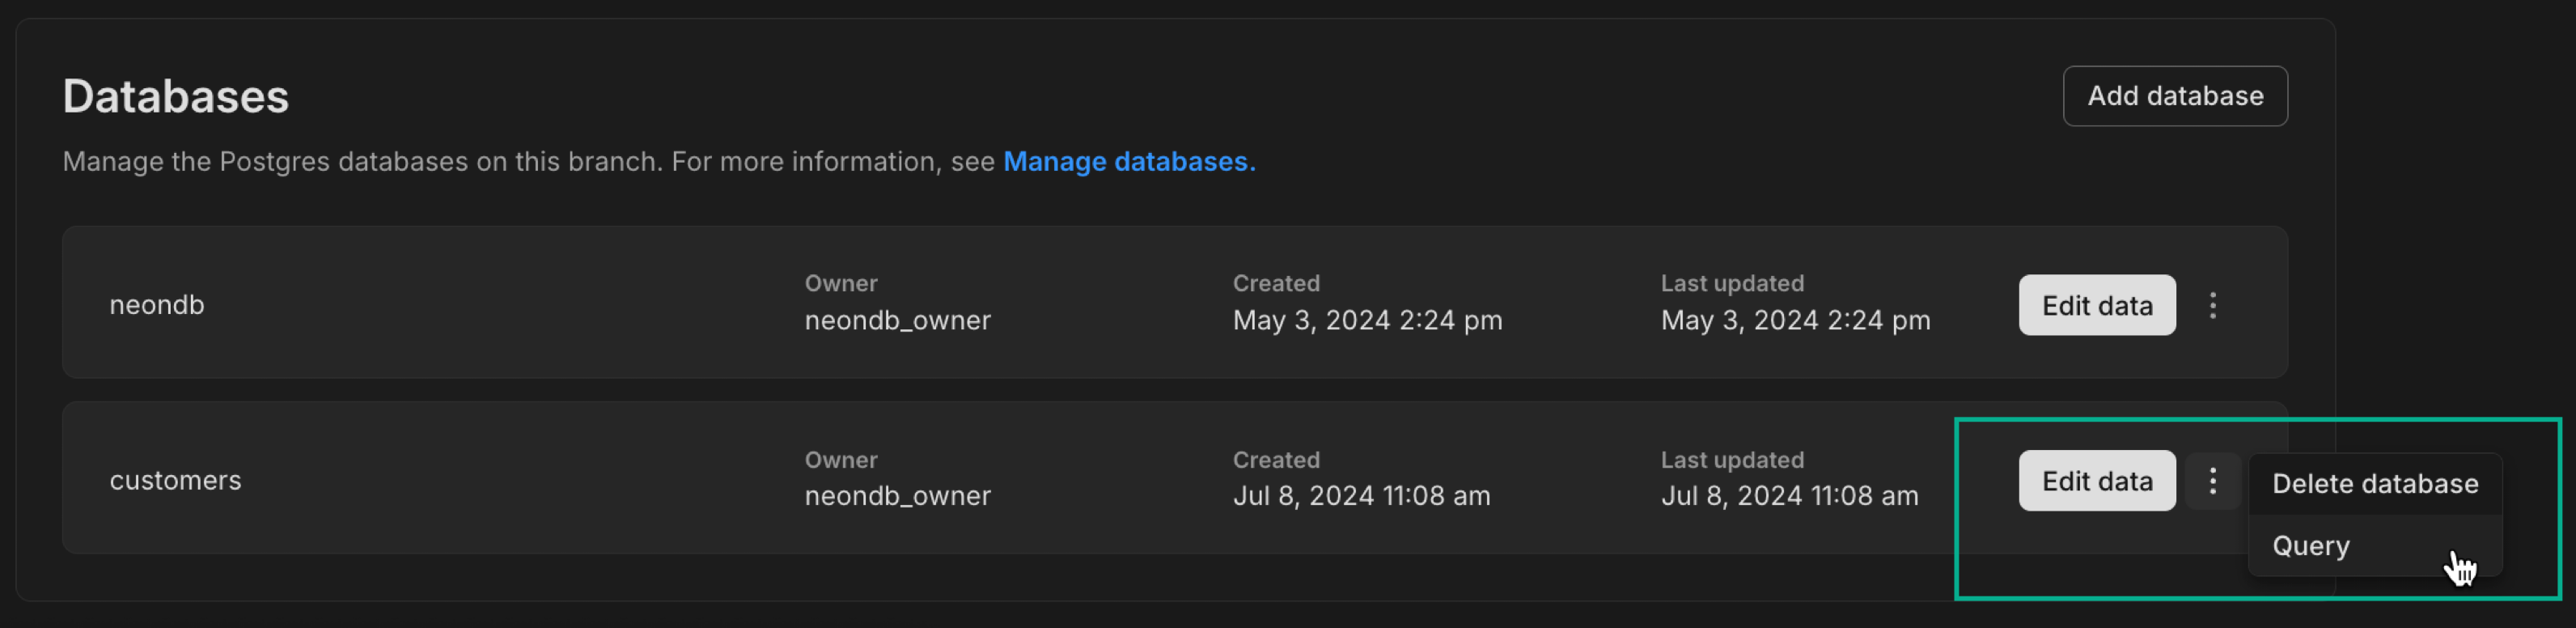 Databases
Add database
Manage the Postgres databases on this branch. For more information, see Manage databases.
neondb
Owner
neondb_owner
Created
May 3, 2024 2:24 pm
Last updated
May 3, 2024 2:24 pm
Edit data
customers
Owner
neondb_owner
Created
Jul 8, 2024 11:08 am
Last updated
Jul 8, 2024 11:08 am
Edit data
Delete database
Query